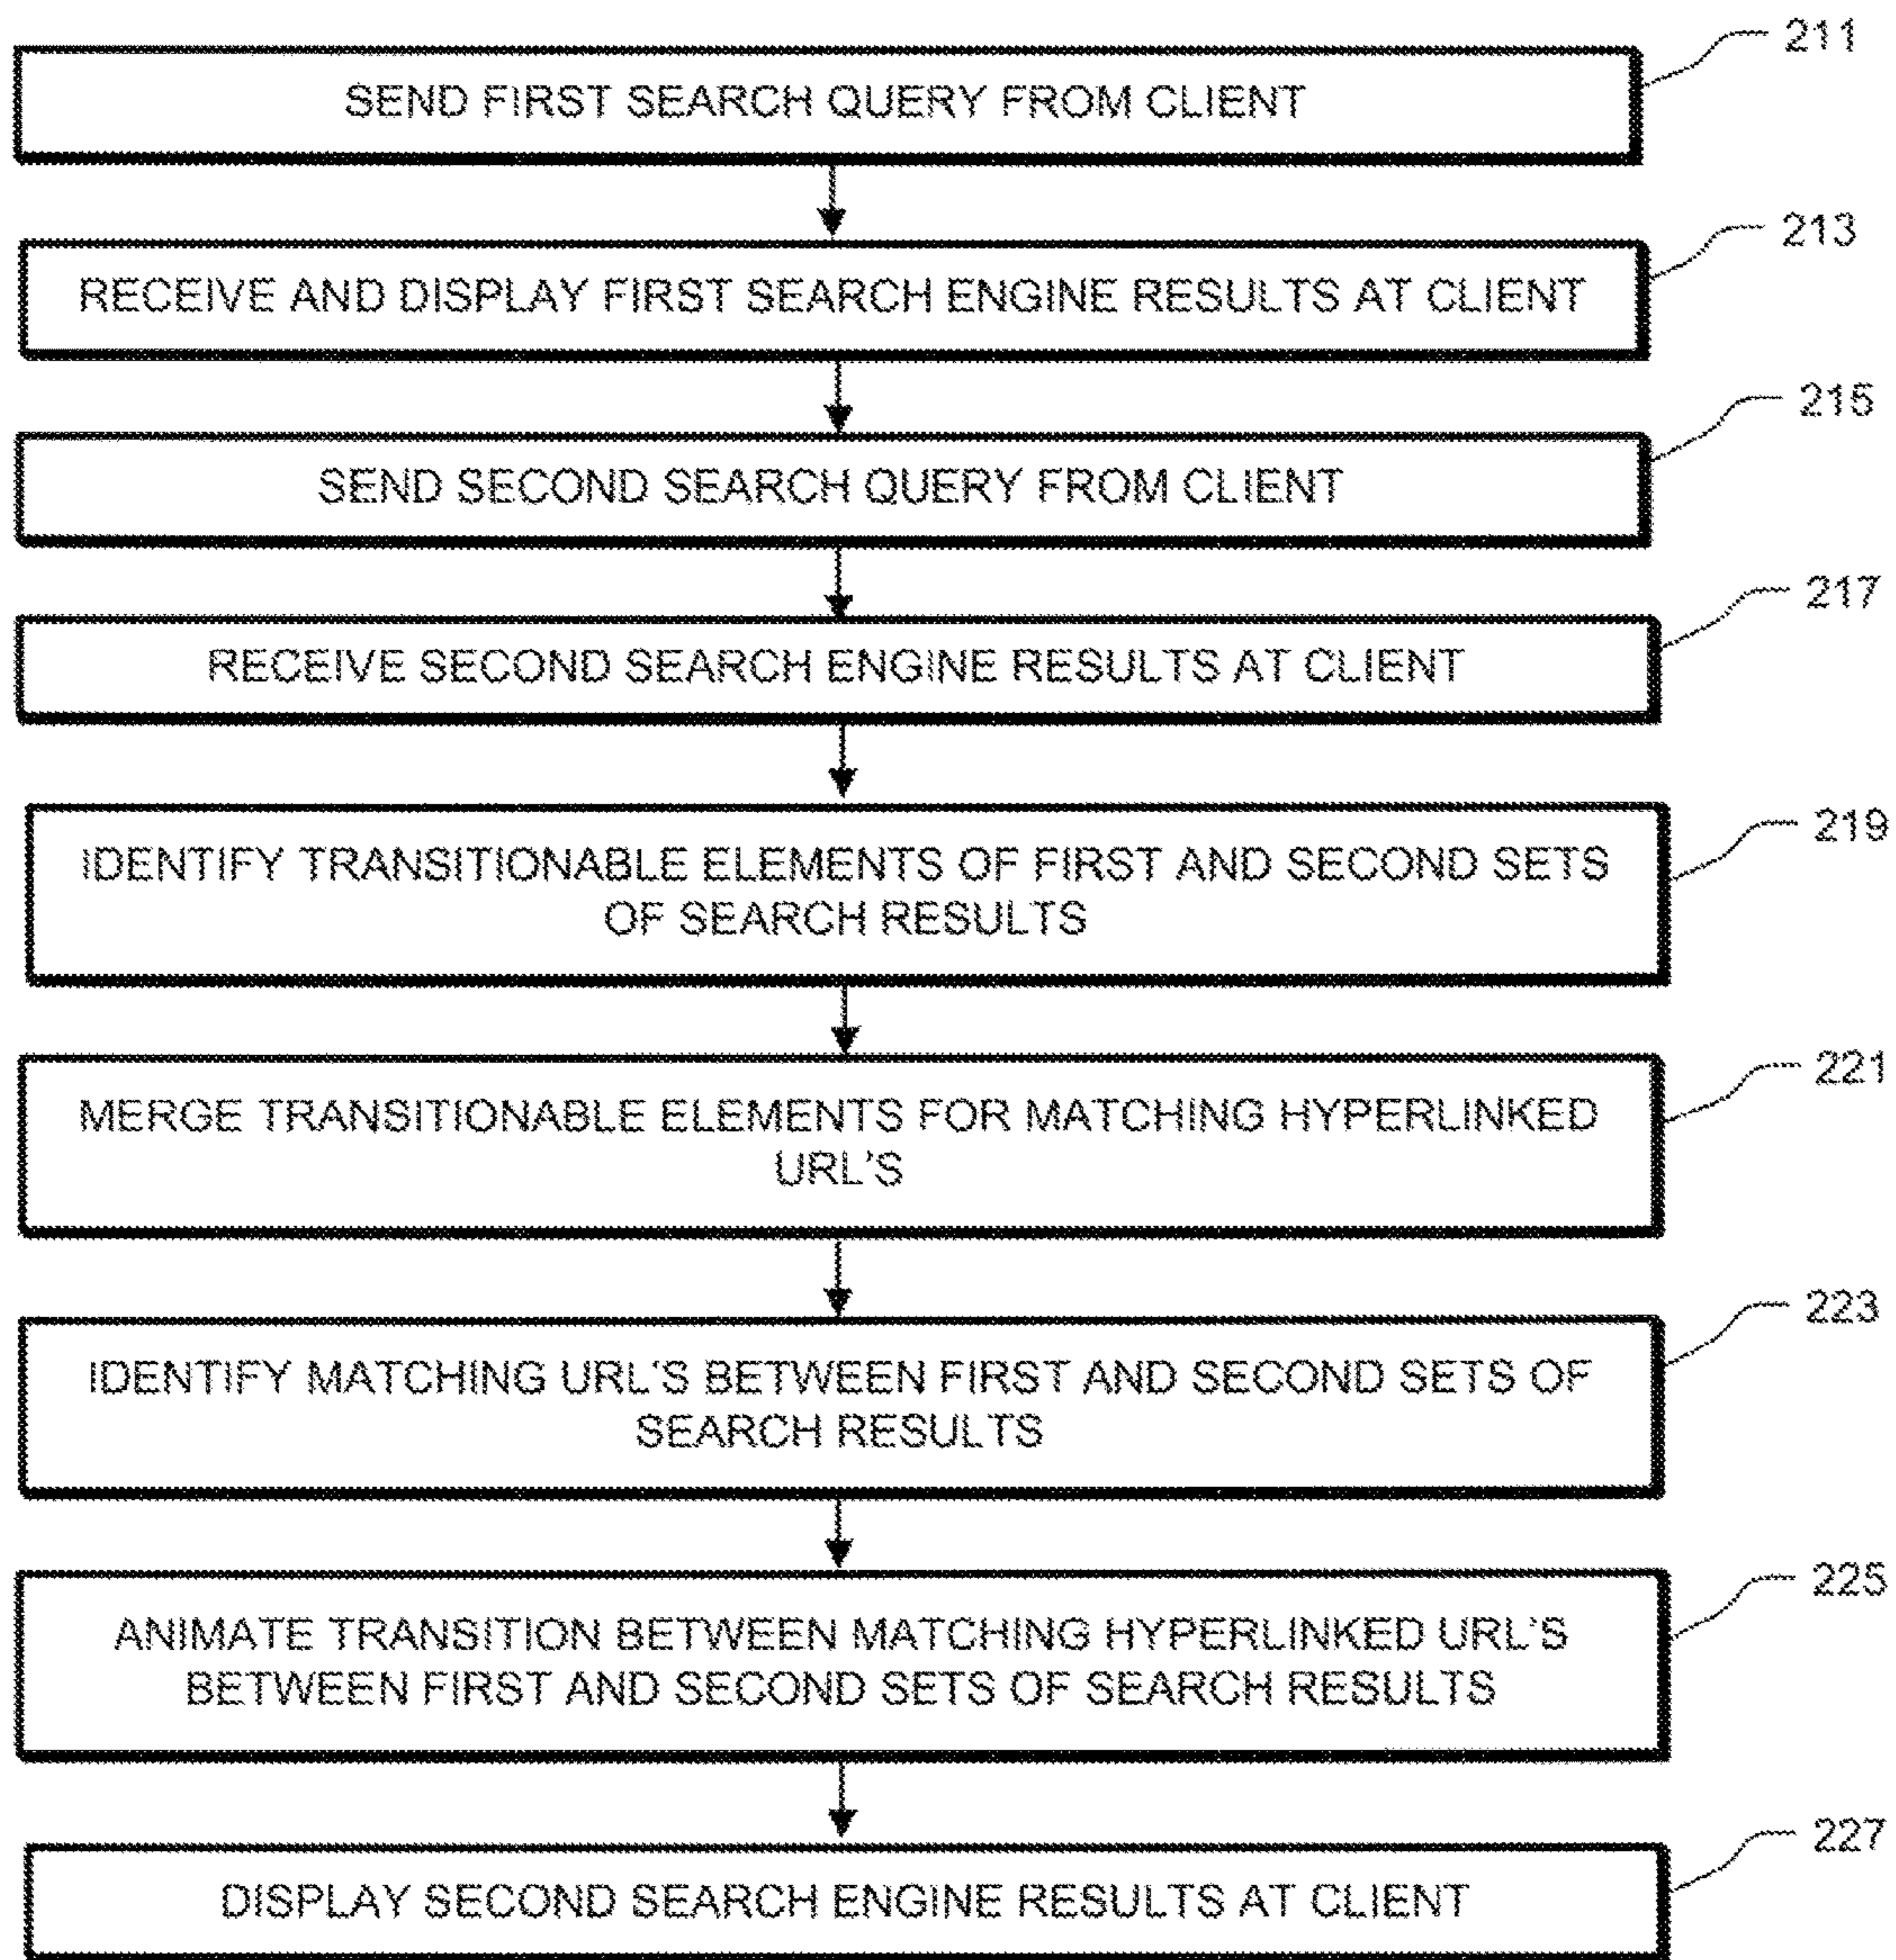 211
SEND FIRST SEARCH QUERY FROM CLIENT
213
RECEIVE AND DISPLAY FIRST SEARCH ENGINE RESULTS AT CLIENT
215
SEND SECOND SEARCH QUERY FROM CLIENT
217
RECEIVE SECOND SEARCH ENGINE RESULTS AT CLIENT
219
IDENTIFY TRANSITIONABLE ELEMENTS OF FIRST AND SECOND SETS
OF SEARCH RESULTS
221
MERGE TRANSITIONABLE ELEMENTS FOR MATCHING HYPERLINKED
URL'S
223
IDENTIFY MATCHING URL'S BETWEEN FIRST AND SECOND SETS OF
SEARCH RESULTS
225
ANIMATE TRANSITION BETWEEN MATCHING HYPERLINKED URL'S
BETWEEN FIRST AND SECOND SETS OF SEARCH RESULTS
227
DISPLAY SECOND SEARCH ENGINE RESULTS AT CLIENT